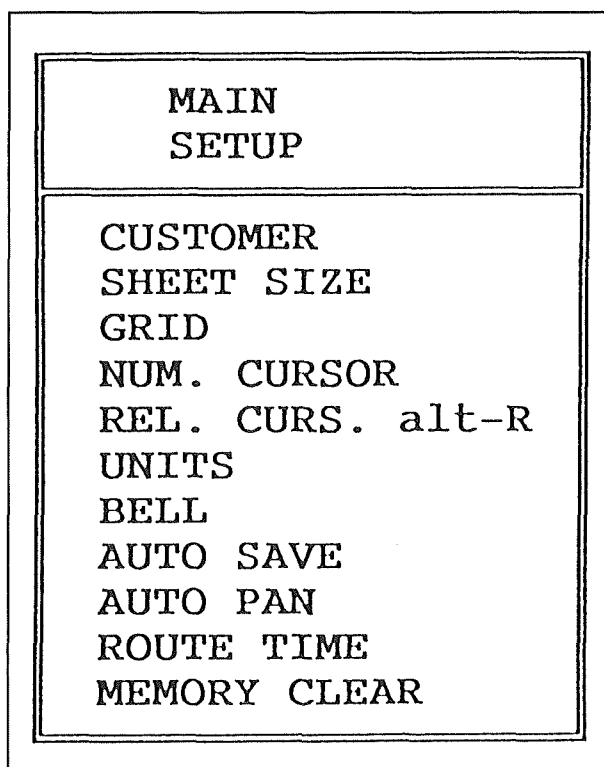 MAIN
SETUP
CUSTOMER
SHEET SIZE
GRID
NUM. CURSOR
REL. CURS. alt-R
UNITS
BELL
AUTO SAVE
AUTO PAN
ROUTE TIME
MEMORY CLEAR